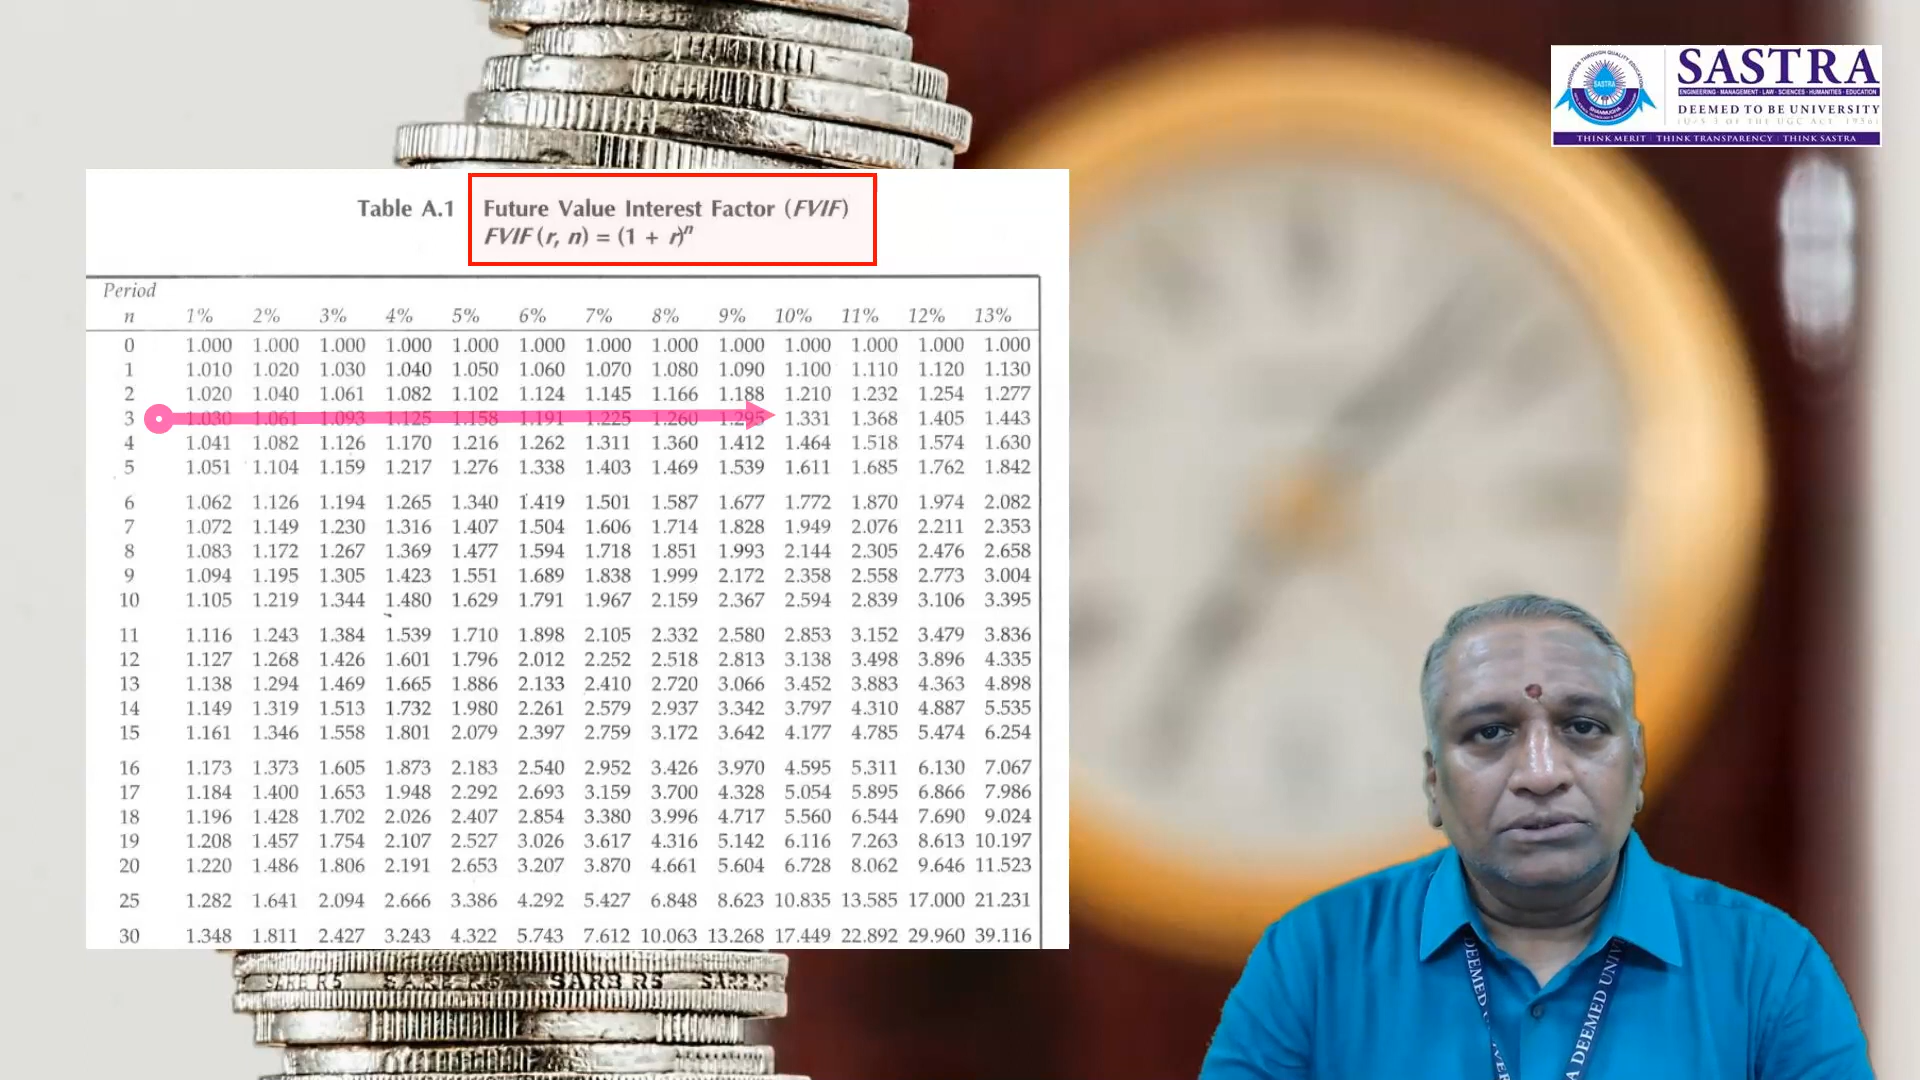 SASTRA
ENGINEERING · MANAGEMENT · LAW · SCIENCES · HUMANITIES · EDUCATION
DEEMED TO BE UNIVERSITY
(U/S 3 OF THE UGC ACT, 1956)
THINK MERIT | THINK TRANSPARENCY | THINK SASTRA
Table A.1 Future Value Interest Factor (FVIF)
FVIF (r, n) = (1 + r)ⁿ
Period
n 1% 2% 3% 4% 5% 6% 7% 8% 9% 10% 11% 12% 13%
0 1.000 1.000 1.000 1.000 1.000 1.000 1.000 1.000 1.000 1.000 1.000 1.000 1.000
1 1.010 1.020 1.030 1.040 1.050 1.060 1.070 1.080 1.090 1.100 1.110 1.120 1.130
2 1.020 1.040 1.061 1.082 1.102 1.124 1.145 1.166 1.188 1.210 1.232 1.254 1.277
3 1.030 1.061 1.093 1.125 1.158 1.191 1.225 1.260 1.295 1.331 1.368 1.405 1.443
4 1.041 1.082 1.126 1.170 1.216 1.262 1.311 1.360 1.412 1.464 1.518 1.574 1.630
5 1.051 1.104 1.159 1.217 1.276 1.338 1.403 1.469 1.539 1.611 1.685 1.762 1.842
6 1.062 1.126 1.194 1.265 1.340 1.419 1.501 1.587 1.677 1.772 1.870 1.974 2.082
7 1.072 1.149 1.230 1.316 1.407 1.504 1.606 1.714 1.828 1.949 2.076 2.211 2.353
8 1.083 1.172 1.267 1.369 1.477 1.594 1.718 1.851 1.993 2.144 2.305 2.476 2.658
9 1.094 1.195 1.305 1.423 1.551 1.689 1.838 1.999 2.172 2.358 2.558 2.773 3.004
10 1.105 1.219 1.344 1.480 1.629 1.791 1.967 2.159 2.367 2.594 2.839 3.106 3.395
11 1.116 1.243 1.384 1.539 1.710 1.898 2.105 2.332 2.580 2.853 3.152 3.479 3.836
12 1.127 1.268 1.426 1.601 1.796 2.012 2.252 2.518 2.813 3.138 3.498 3.896 4.335
13 1.138 1.294 1.469 1.665 1.886 2.133 2.410 2.720 3.066 3.452 3.883 4.363 4.898
14 1.149 1.319 1.513 1.732 1.980 2.261 2.579 2.937 3.342 3.797 4.310 4.887 5.535
15 1.161 1.346 1.558 1.801 2.079 2.397 2.759 3.172 3.642 4.177 4.785 5.474 6.254
16 1.173 1.373 1.605 1.873 2.183 2.540 2.952 3.426 3.970 4.595 5.311 6.130 7.067
17 1.184 1.400 1.653 1.948 2.292 2.693 3.159 3.700 4.328 5.054 5.895 6.866 7.986
18 1.196 1.428 1.702 2.026 2.407 2.854 3.380 3.996 4.717 5.560 6.544 7.690 9.024
19 1.208 1.457 1.754 2.107 2.527 3.026 3.617 4.316 5.142 6.116 7.263 8.613 10.197
20 1.220 1.486 1.806 2.191 2.653 3.207 3.870 4.661 5.604 6.728 8.062 9.646 11.523
25 1.282 1.641 2.094 2.666 3.386 4.292 5.427 6.848 8.623 10.835 13.585 17.000 21.231
30 1.348 1.811 2.427 3.243 4.322 5.743 7.612 10.063 13.268 17.449 22.892 29.960 39.116
DEEMED
A DEEMED UNIV